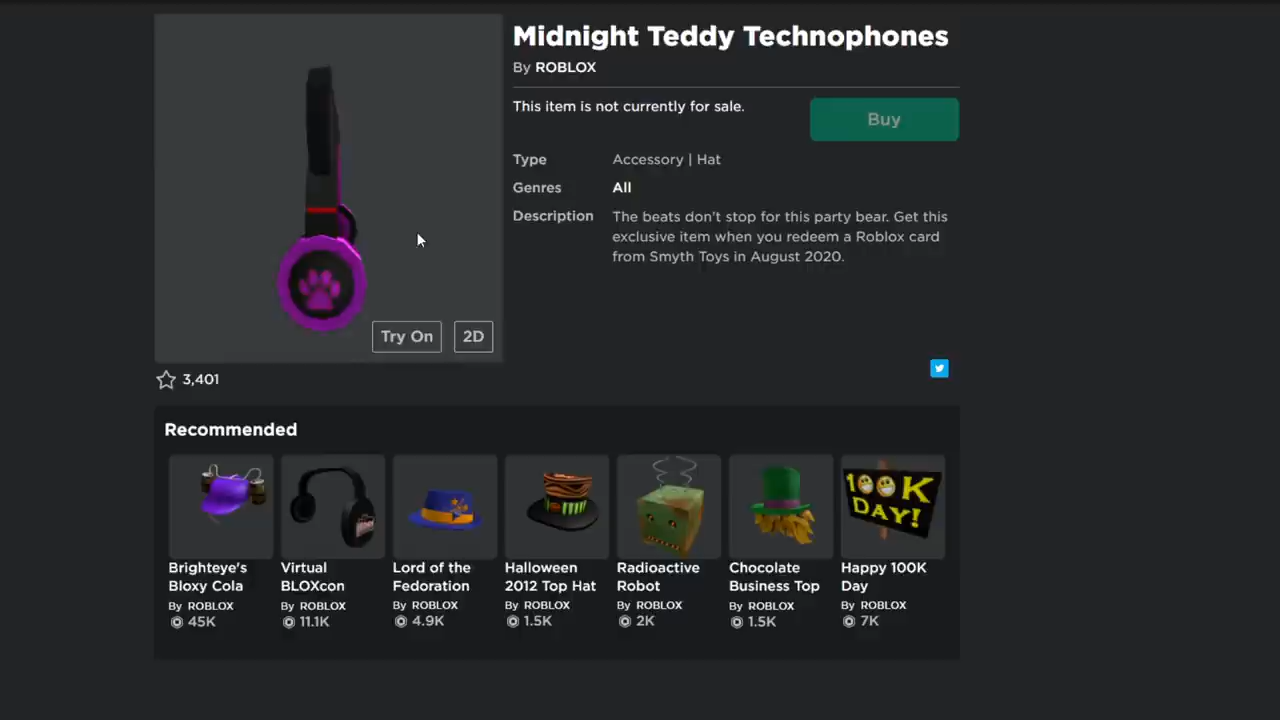 Midnight Teddy Technophones
By ROBLOX
This item is not currently for sale.
Buy
Type Accessory | Hat
Genres All
Description The beats don't stop for this party bear. Get this
exclusive item when you redeem a Roblox card
from Smyth Toys in August 2020.
Try On
2D
3,401
Recommended
100K
DAY!
Brighteye's
Bloxy Cola
By ROBLOX
45K
Virtual
BLOXcon
By ROBLOX
11.1K
Lord of the
Fedoration
By ROBLOX
4.9K
Halloween
2012 Top Hat
By ROBLOX
1.5K
Radioactive
Robot
By ROBLOX
2K
Chocolate
Business Top
By ROBLOX
1.5K
Happy 100K
Day
By ROBLOX
7K